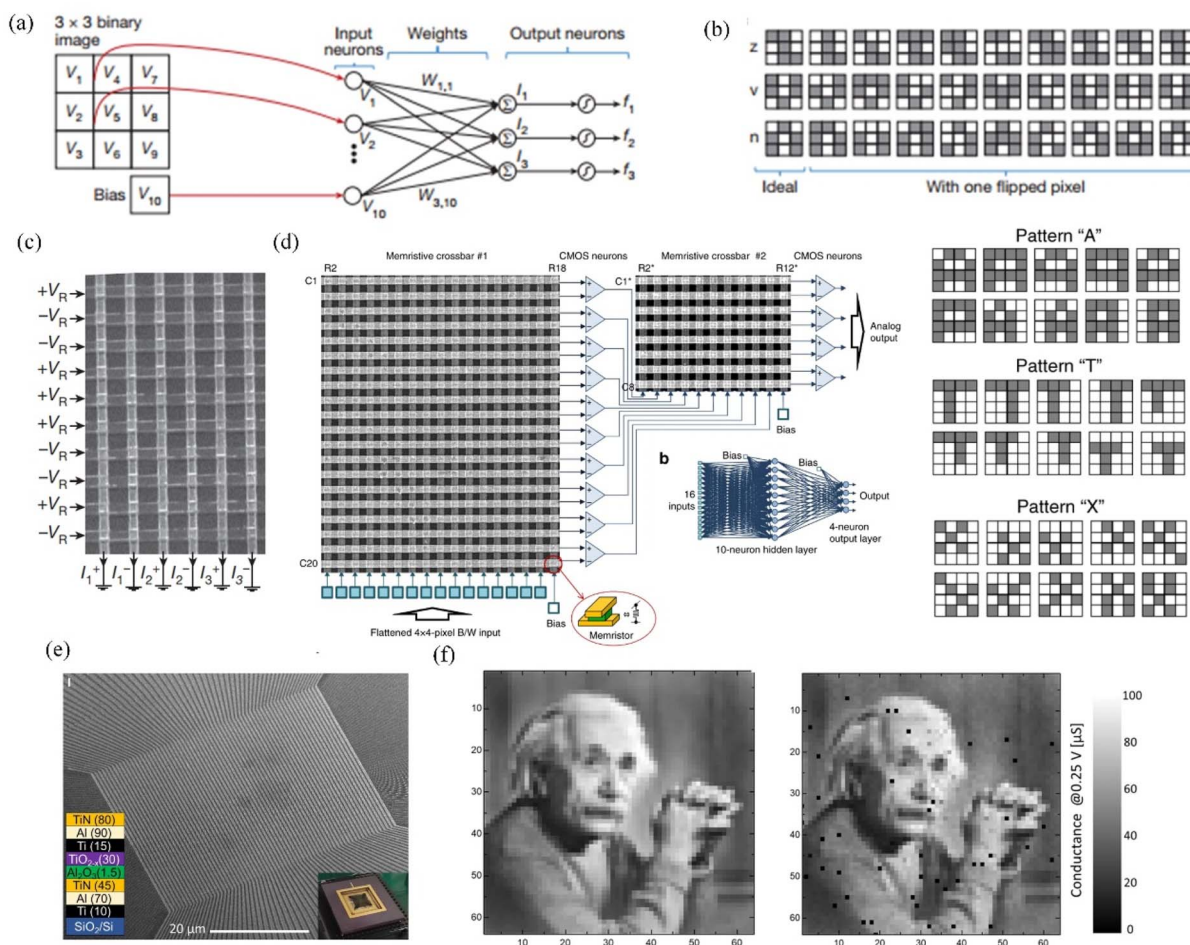 (a)
3 × 3 binary
image
V1 V4 V7
V2 V5 V8
V3 V6 V9
Bias V10
Input
neurons
Weights
Output neurons
V1
V2
V10
W1,1
W3,10
Σ
Σ
Σ
I1
I2
I3
f1
f2
f3
(b)
z
v
n
Ideal
With one flipped pixel
(c)
+VR
−VR
−VR
+VR
+VR
+VR
−VR
−VR
+VR
−VR
I1+ I1− I2+ I2− I3+ I3−
(d)
R2 Memristive crossbar #1 R18
CMOS neurons
C1
C20
R2* Memristive crossbar #2 R12*
CMOS neurons
C1*
Analog
output
Bias
b
Bias
Bias
16
inputs
Output
4-neuron
output layer
10-neuron hidden layer
Bias
Flattened 4×4-pixel B/W input
Memristor
Pattern "A"
Pattern "T"
Pattern "X"
(e)
TiN (80)
Al (90)
Ti (15)
TiO2-x(30)
Al2O3(1.5)
TiN (45)
Al (70)
Ti (10)
SiO2/Si
20 µm
(f)
10
20
30
40
50
60
10 20 30 40 50 60
10
20
30
40
50
60
10 20 30 40 50 60
100
80
60
40
20
0
Conductance @0.25 V [µS]